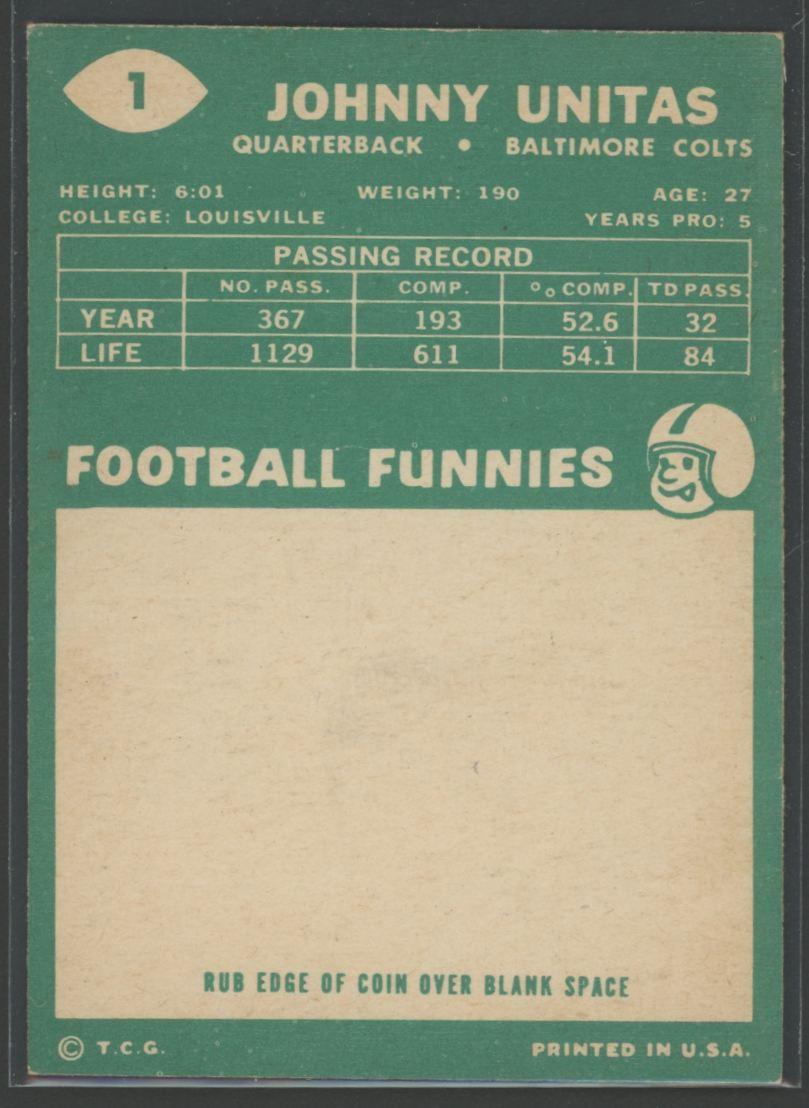 1
JOHNNY UNITAS
QUARTERBACK • BALTIMORE COLTS
HEIGHT: 6:01 WEIGHT: 190 AGE: 27
COLLEGE: LOUISVILLE YEARS PRO: 5
PASSING RECORD
NO. PASS. COMP. % COMP. TD PASS.
YEAR 367 193 52.6 32
LIFE 1129 611 54.1 84
FOOTBALL FUNNIES
RUB EDGE OF COIN OVER BLANK SPACE
© T.C.G. PRINTED IN U.S.A.